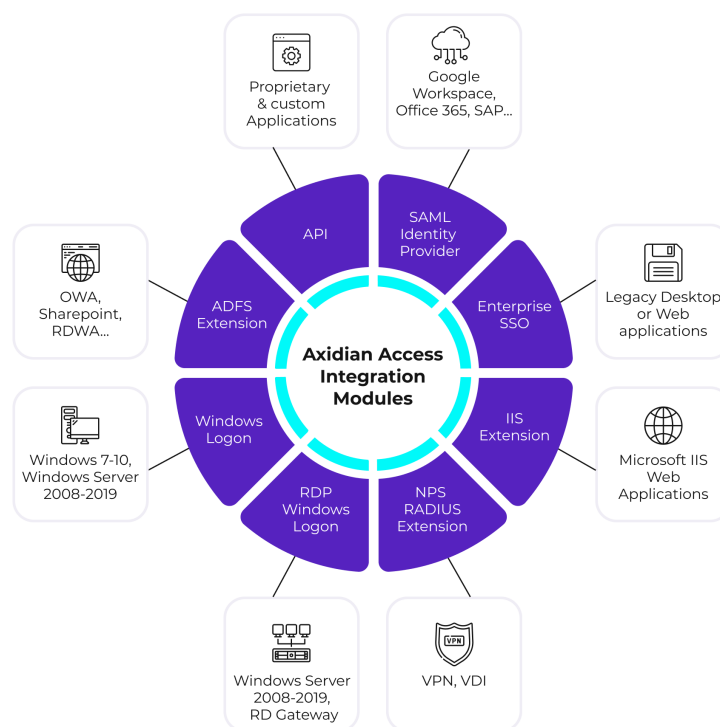 Proprietary
& custom
Applications
Google
Workspace,
Office 365, SAP...
API
SAML
Identity
Provider
OWA,
Sharepoint,
RDWA...
ADFS
Extension
Enterprise
SSO
Legacy Desktop
or Web
applications
Axidian Access
Integration
Modules
Windows 7-10,
Windows Server
2008-2019
Windows
Logon
IIS
Extension
Microsoft IIS
Web
Applications
RDP
Windows
Logon
NPS
RADIUS
Extension
Windows Server
2008-2019,
RD Gateway
VPN
VPN, VDI